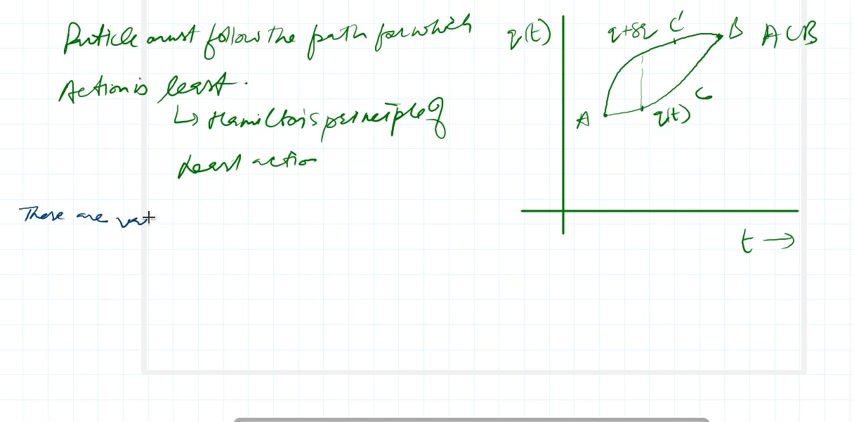 Particle must follow the path for which
Action is least.
↳ Hamilton's principle of
least action
There are vat
q(t)
q+δq C' B ACB
A q(t) C
t →